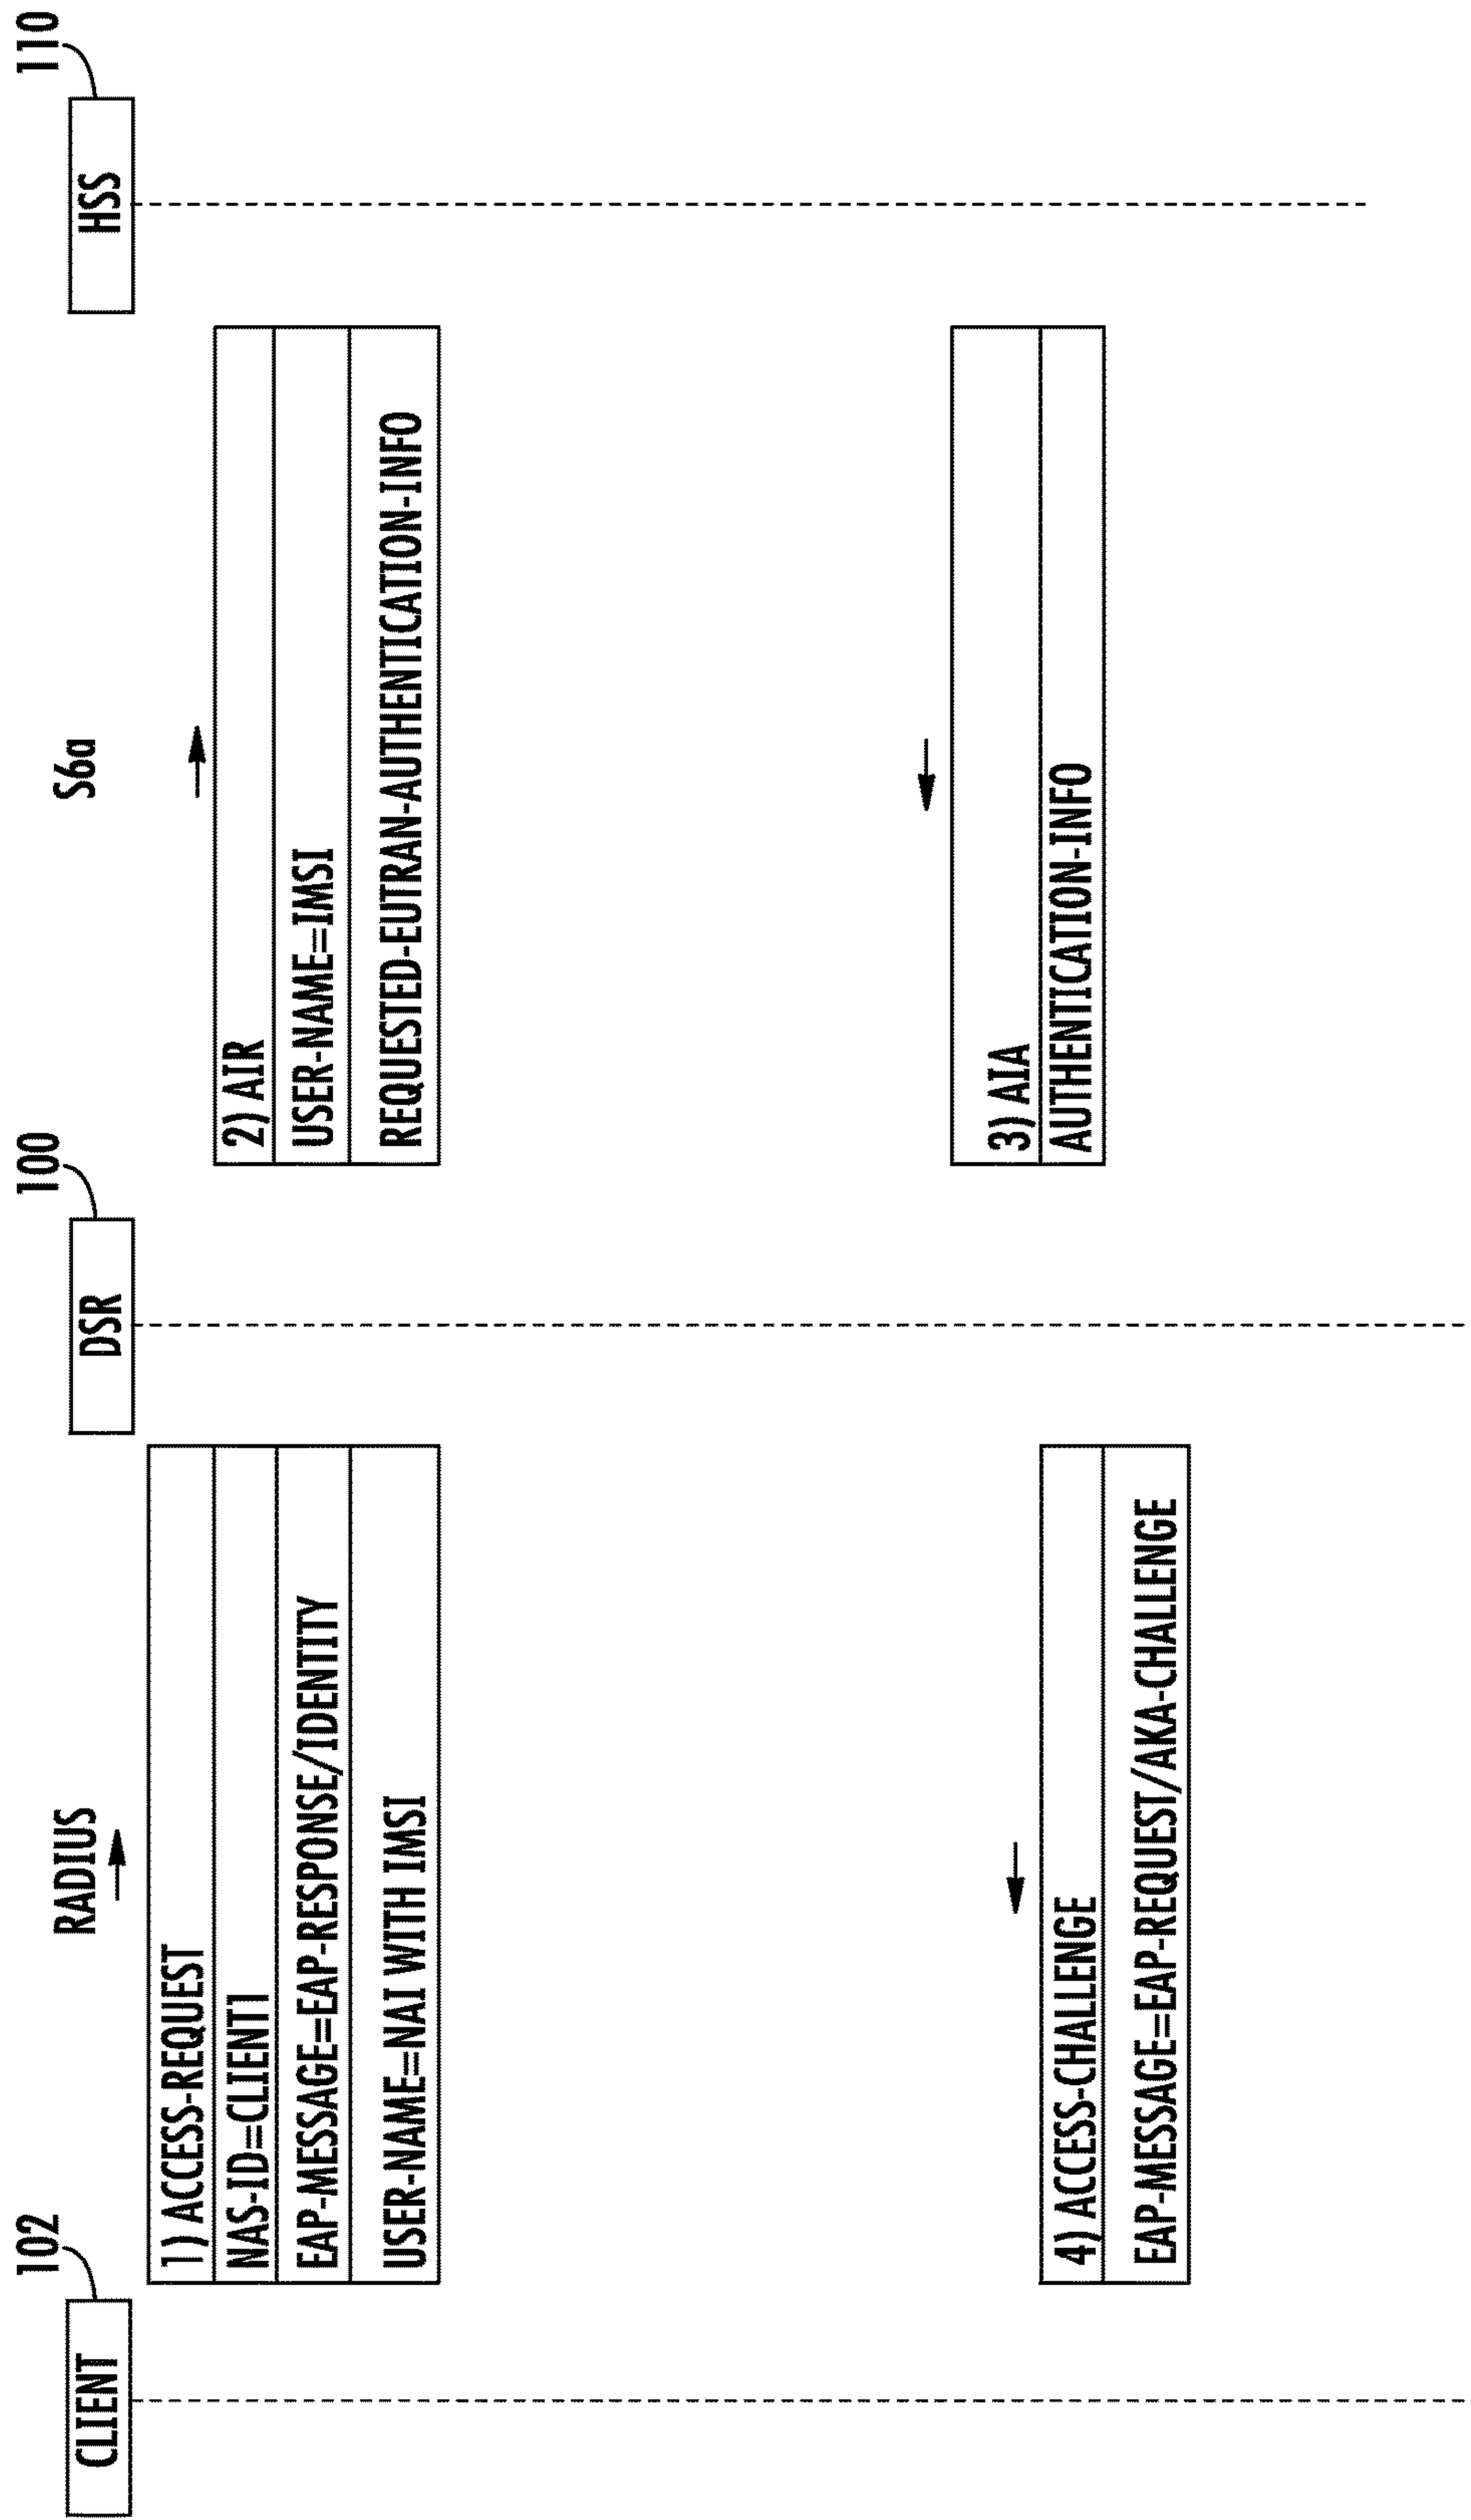 102
100
110
CLIENT
RADIUS
DSR
S6a
HSS
1) ACCESS-REQUEST
NAS-ID=CLIENT1
EAP-MESSAGE=EAP-RESPONSE/IDENTITY
USER-NAME=NAI WITH IMSI
2) AIR
USER-NAME=IMSI
REQUESTED-EUTRAN-AUTHENTICATION-INFO
3) AIA
AUTHENTICATION-INFO
4) ACCESS-CHALLENGE
EAP-MESSAGE=EAP-REQUEST/AKA-CHALLENGE